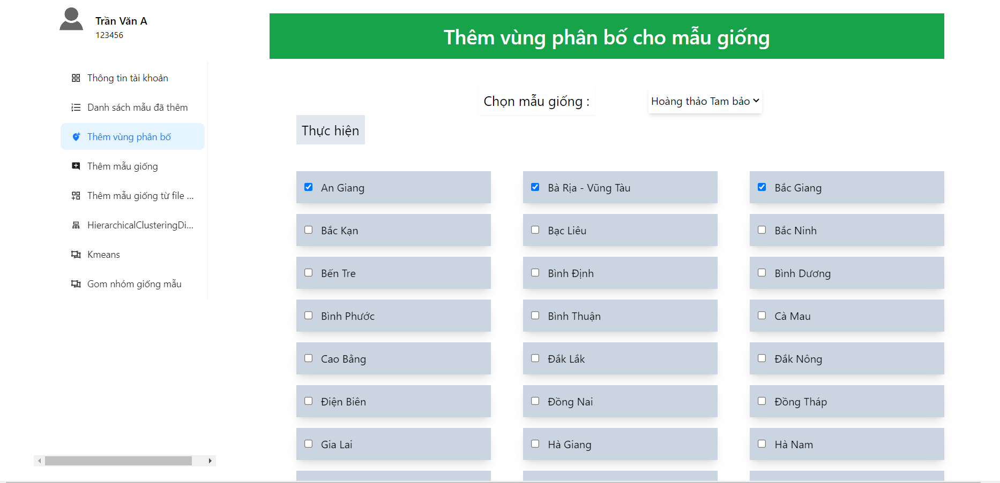 Trần Văn A
123456
Thông tin tài khoản
Danh sách mẫu đã thêm
Thêm vùng phân bố
Thêm mẫu giống
Thêm mẫu giống từ file ...
HierarchicalClusteringDi...
Kmeans
Gom nhóm giống mẫu
Thêm vùng phân bố cho mẫu giống
Chọn mẫu giống :
Hoàng thảo Tam bảo
Thực hiện
An Giang
Bà Rịa - Vũng Tàu
Bắc Giang
Bắc Kạn
Bạc Liêu
Bắc Ninh
Bến Tre
Bình Định
Bình Dương
Bình Phước
Bình Thuận
Cà Mau
Cao Bằng
Đắk Lắk
Đắk Nông
Điện Biên
Đồng Nai
Đồng Tháp
Gia Lai
Hà Giang
Hà Nam